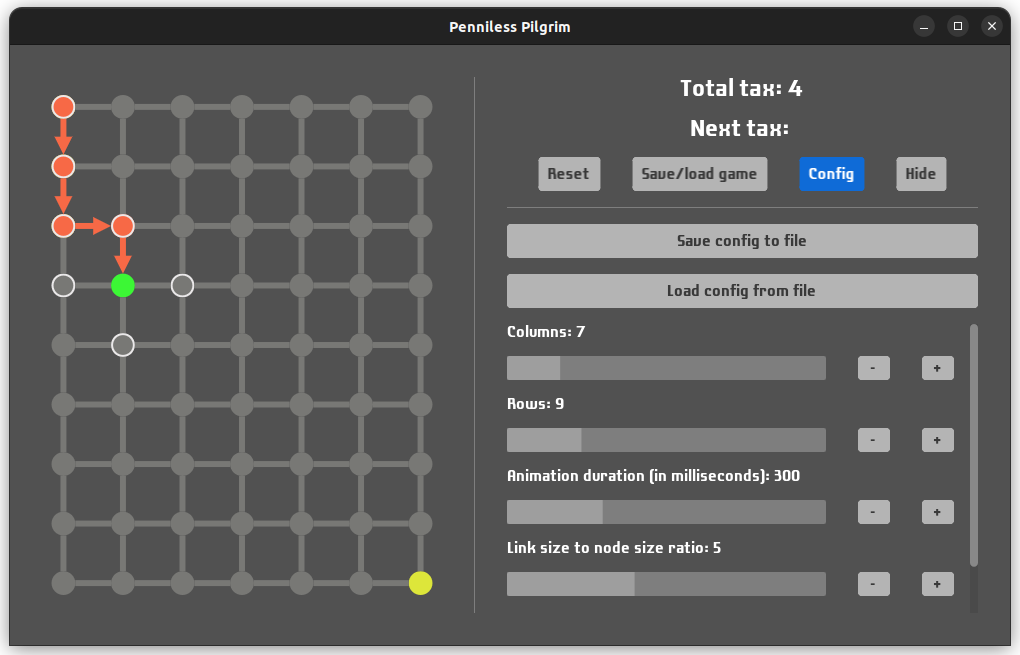 Penniless Pilgrim
Total tax: 4
Next tax:
Reset Save/load game Config Hide
Save config to file
Load config from file
Columns: 7
- +
Rows: 9
- +
Animation duration (in milliseconds): 300
- +
Link size to node size ratio: 5
- +